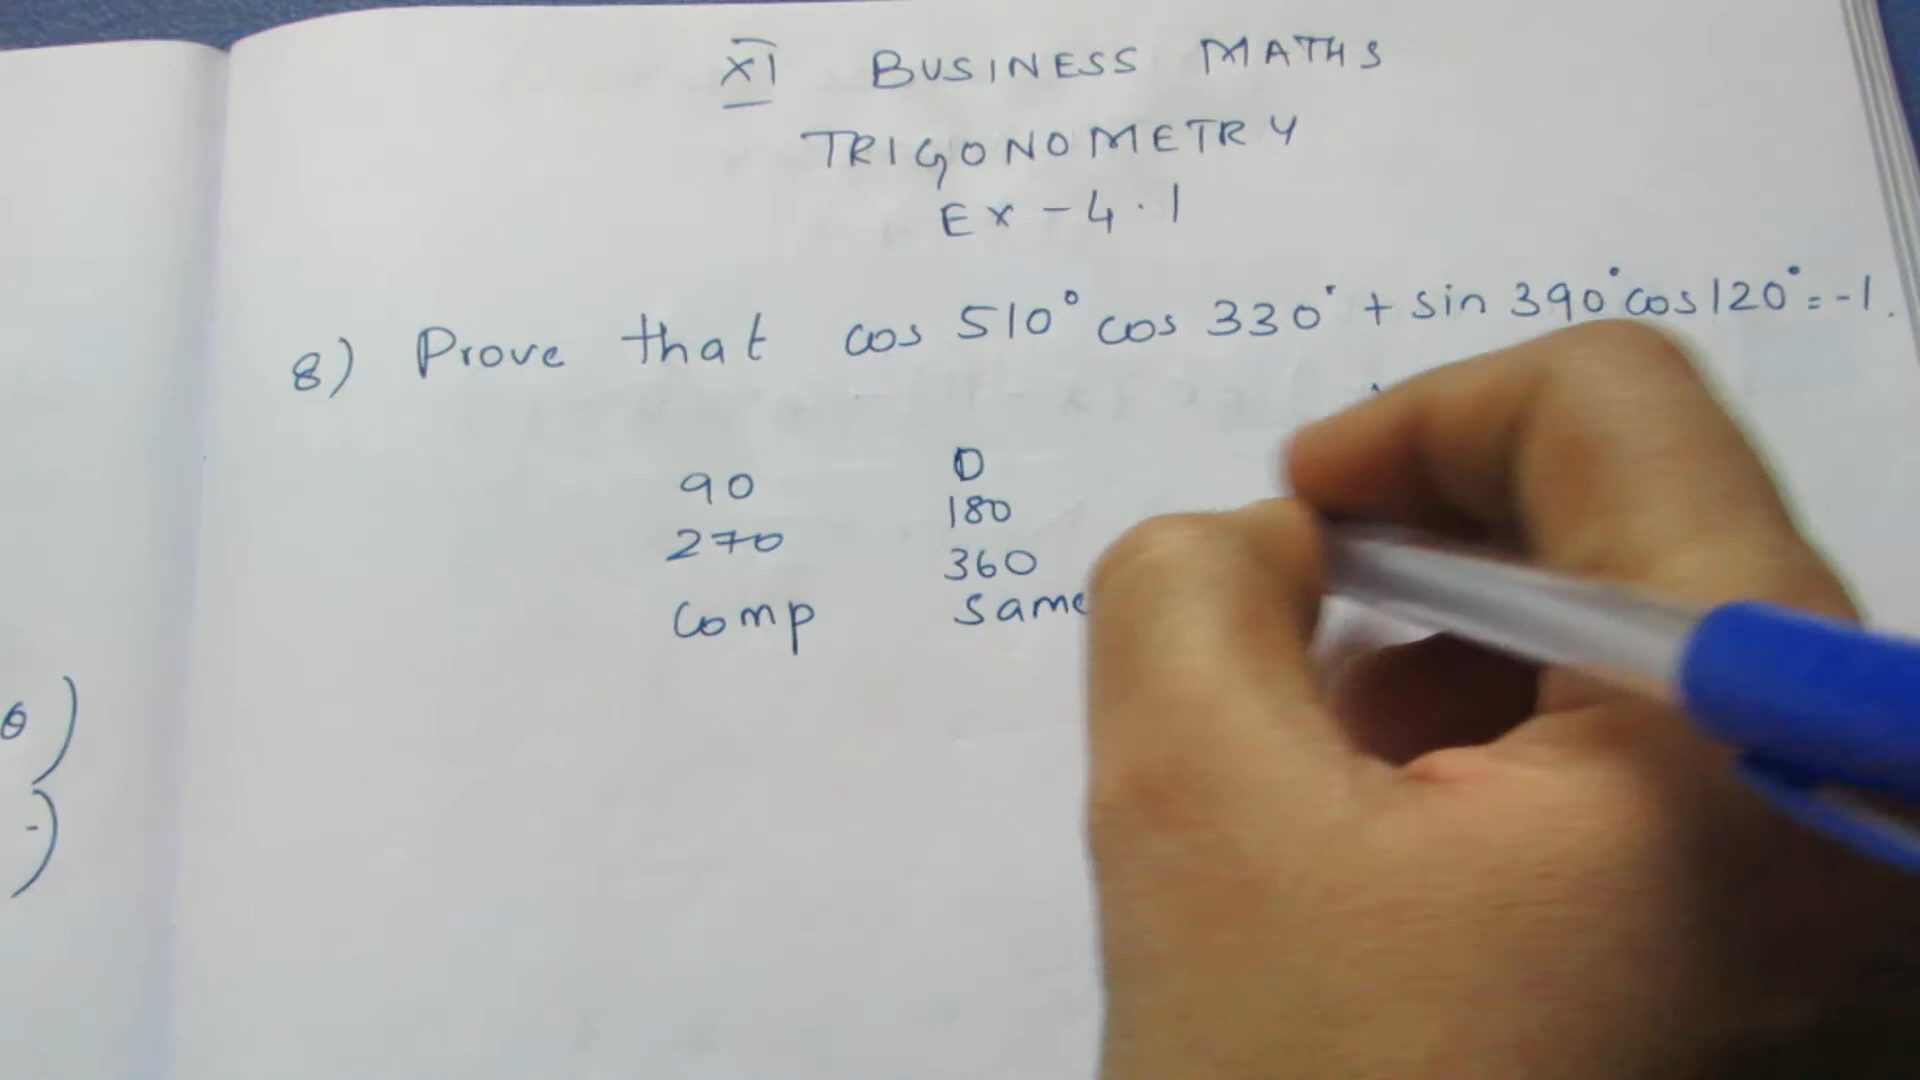 XI BUSINESS MATHS
TRIGONOMETRY
Ex - 4.1
8) Prove that cos 510° cos 330° + sin 390° cos 120° = -1.
90 0
270 180
360
Comp Same
θ)
-)